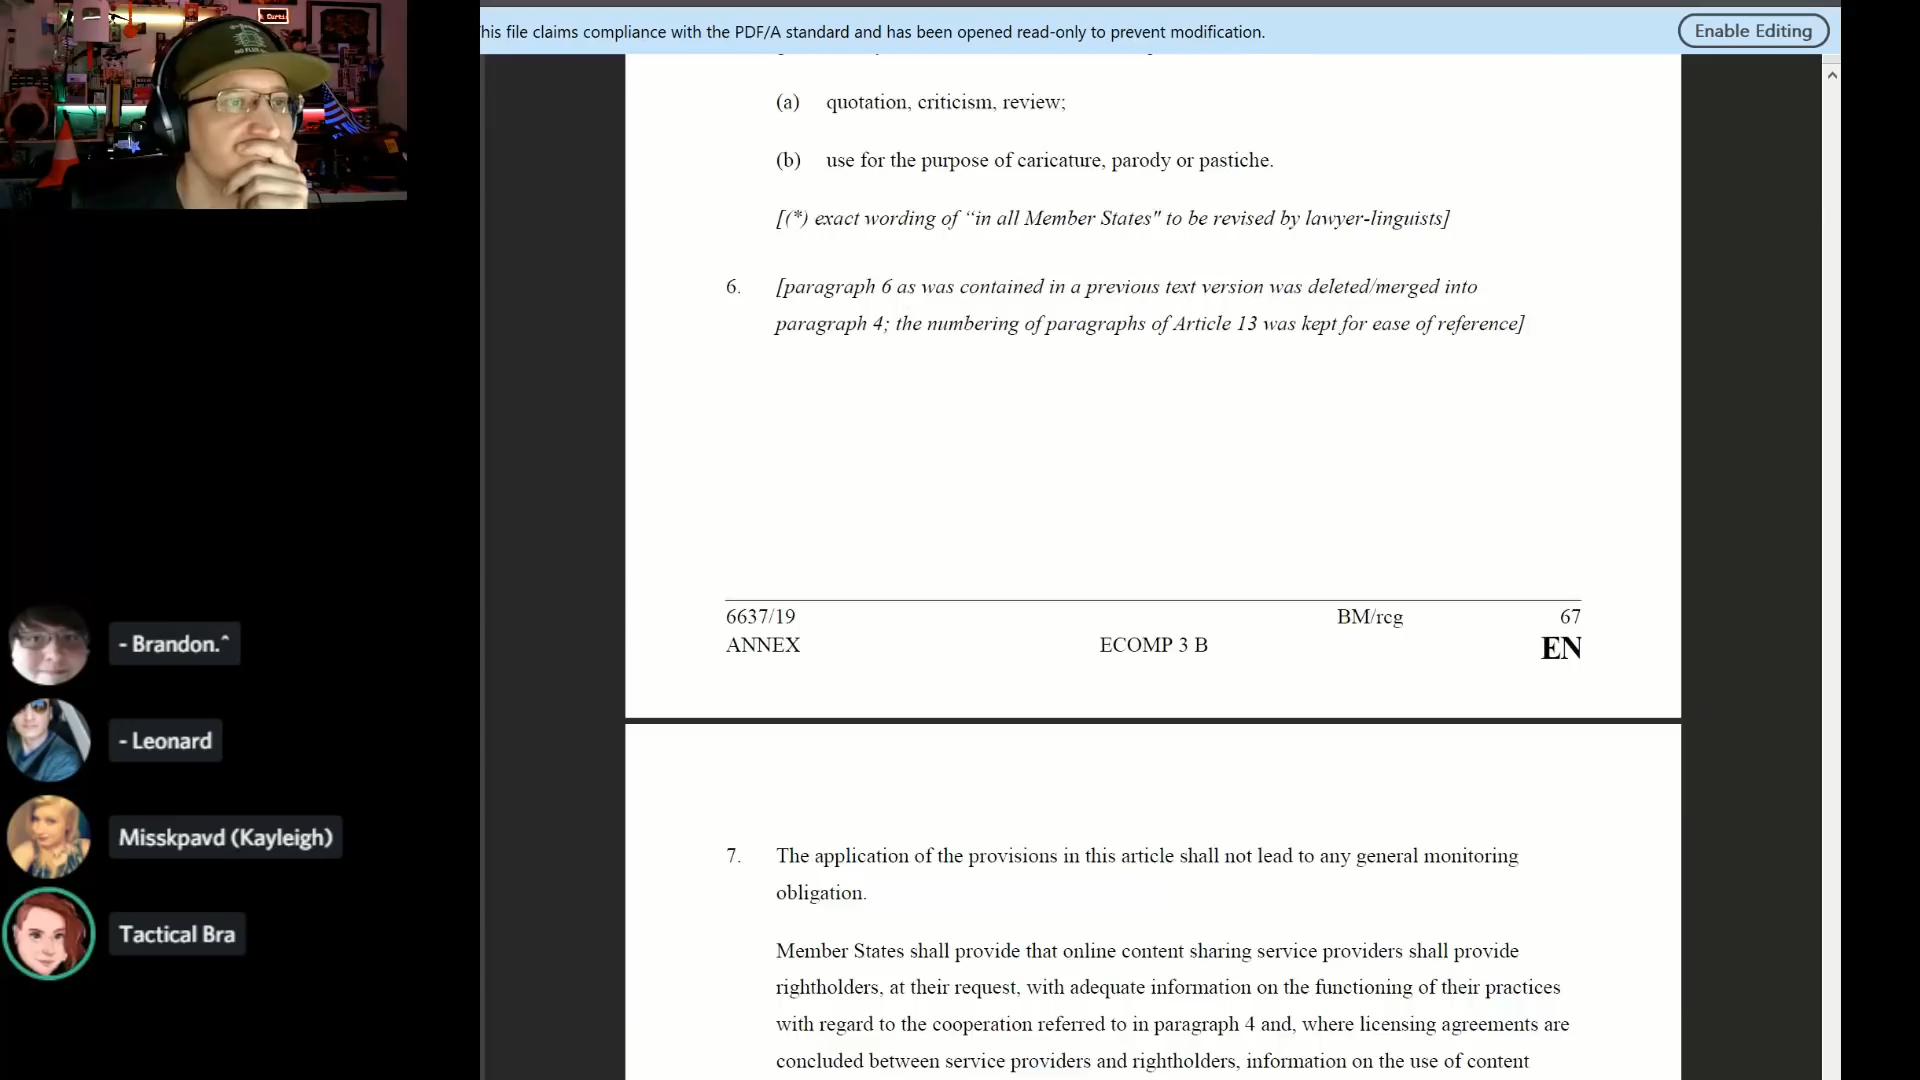 his file claims compliance with the PDF/A standard and has been opened read-only to prevent modification.
Enable Editing
(a) quotation, criticism, review;
(b) use for the purpose of caricature, parody or pastiche.
[(*) exact wording of “in all Member States" to be revised by lawyer-linguists]
6. [paragraph 6 as was contained in a previous text version was deleted/merged into
paragraph 4; the numbering of paragraphs of Article 13 was kept for ease of reference]
6637/19 BM/rcg 67
ANNEX ECOMP 3 B EN
7. The application of the provisions in this article shall not lead to any general monitoring
obligation.
Member States shall provide that online content sharing service providers shall provide
rightholders, at their request, with adequate information on the functioning of their practices
with regard to the cooperation referred to in paragraph 4 and, where licensing agreements are
concluded between service providers and rightholders, information on the use of content
- Brandon.^
- Leonard
Misskpavd (Kayleigh)
Tactical Bra